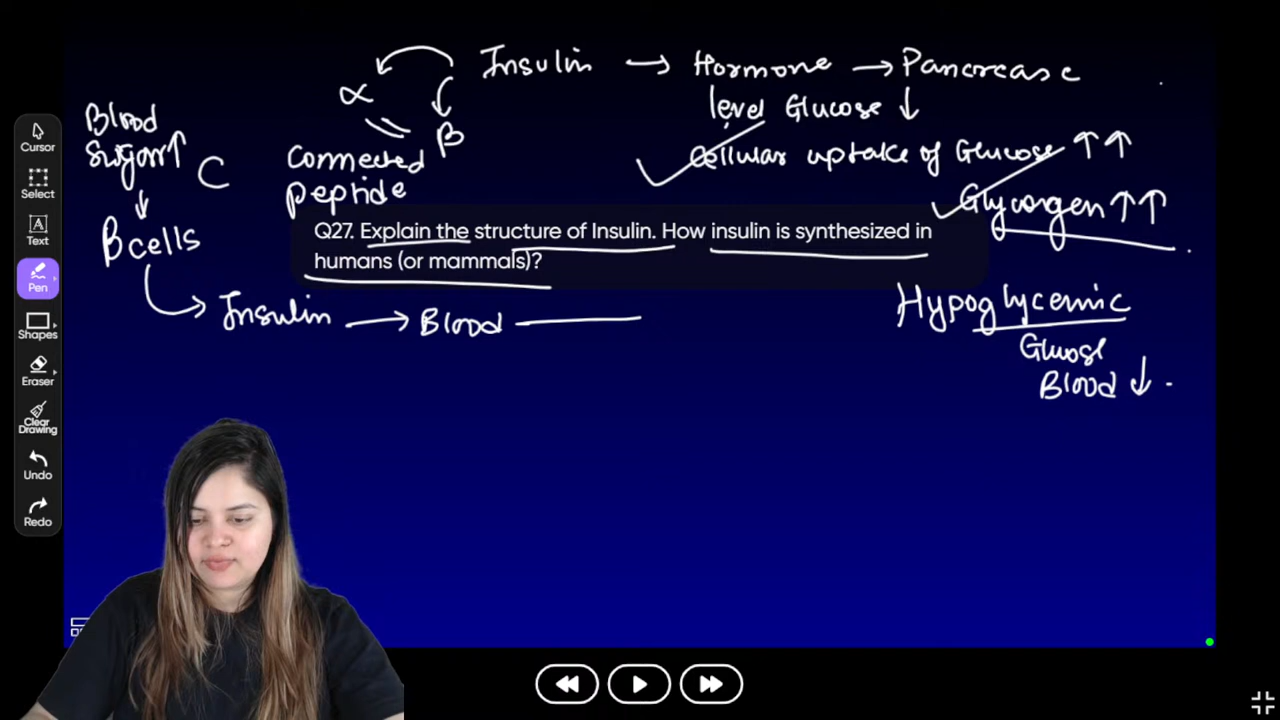 Insulin → Hormone → Pancrease
level Glucose ↓
Cellular uptake of Glucose ↑↑
Glycorgen ↑↑
α
β
Connected
peptide
Blood
Sugar↑
C
↓
β cells
Q27. Explain the structure of Insulin. How insulin is synthesized in
humans (or mammals)?
Insulin → Blood
Hypoglycemic
Glucose
Blood ↓
Cursor
Select
Text
Pen
Shapes
Eraser
Clear
Drawing
Undo
Redo